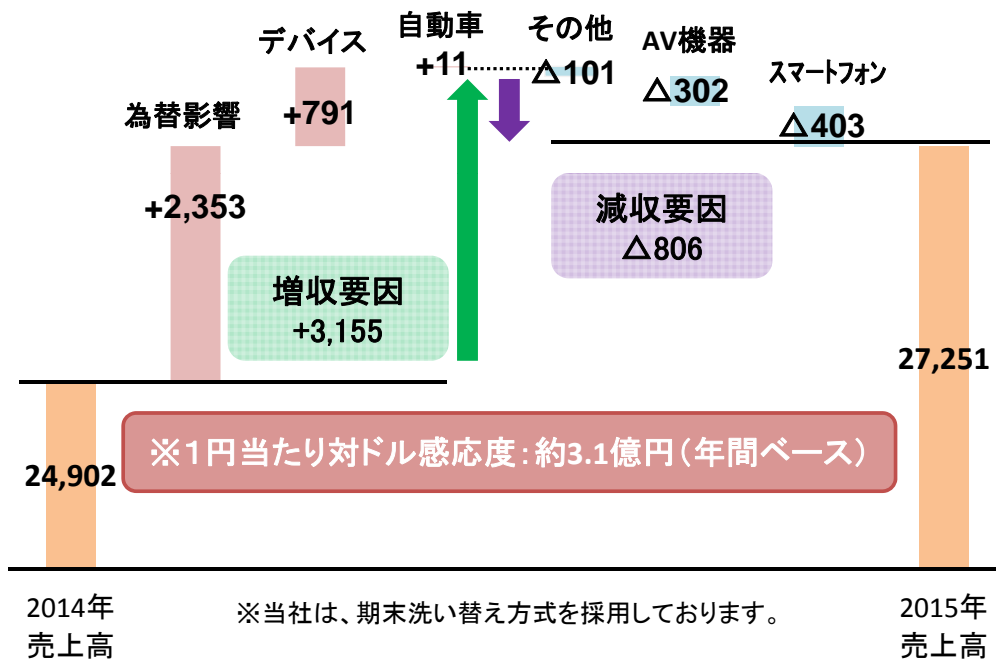 為替影響
+2,353
デバイス
+791
自動車
+11
その他
△101
AV機器
△302
スマートフォン
△403
増収要因
+3,155
減収要因
△806
24,902
27,251
※1円当たり対ドル感応度：約3.1億円（年間ベース）
2014年
売上高
※当社は、期末洗い替え方式を採用しております。
2015年
売上高